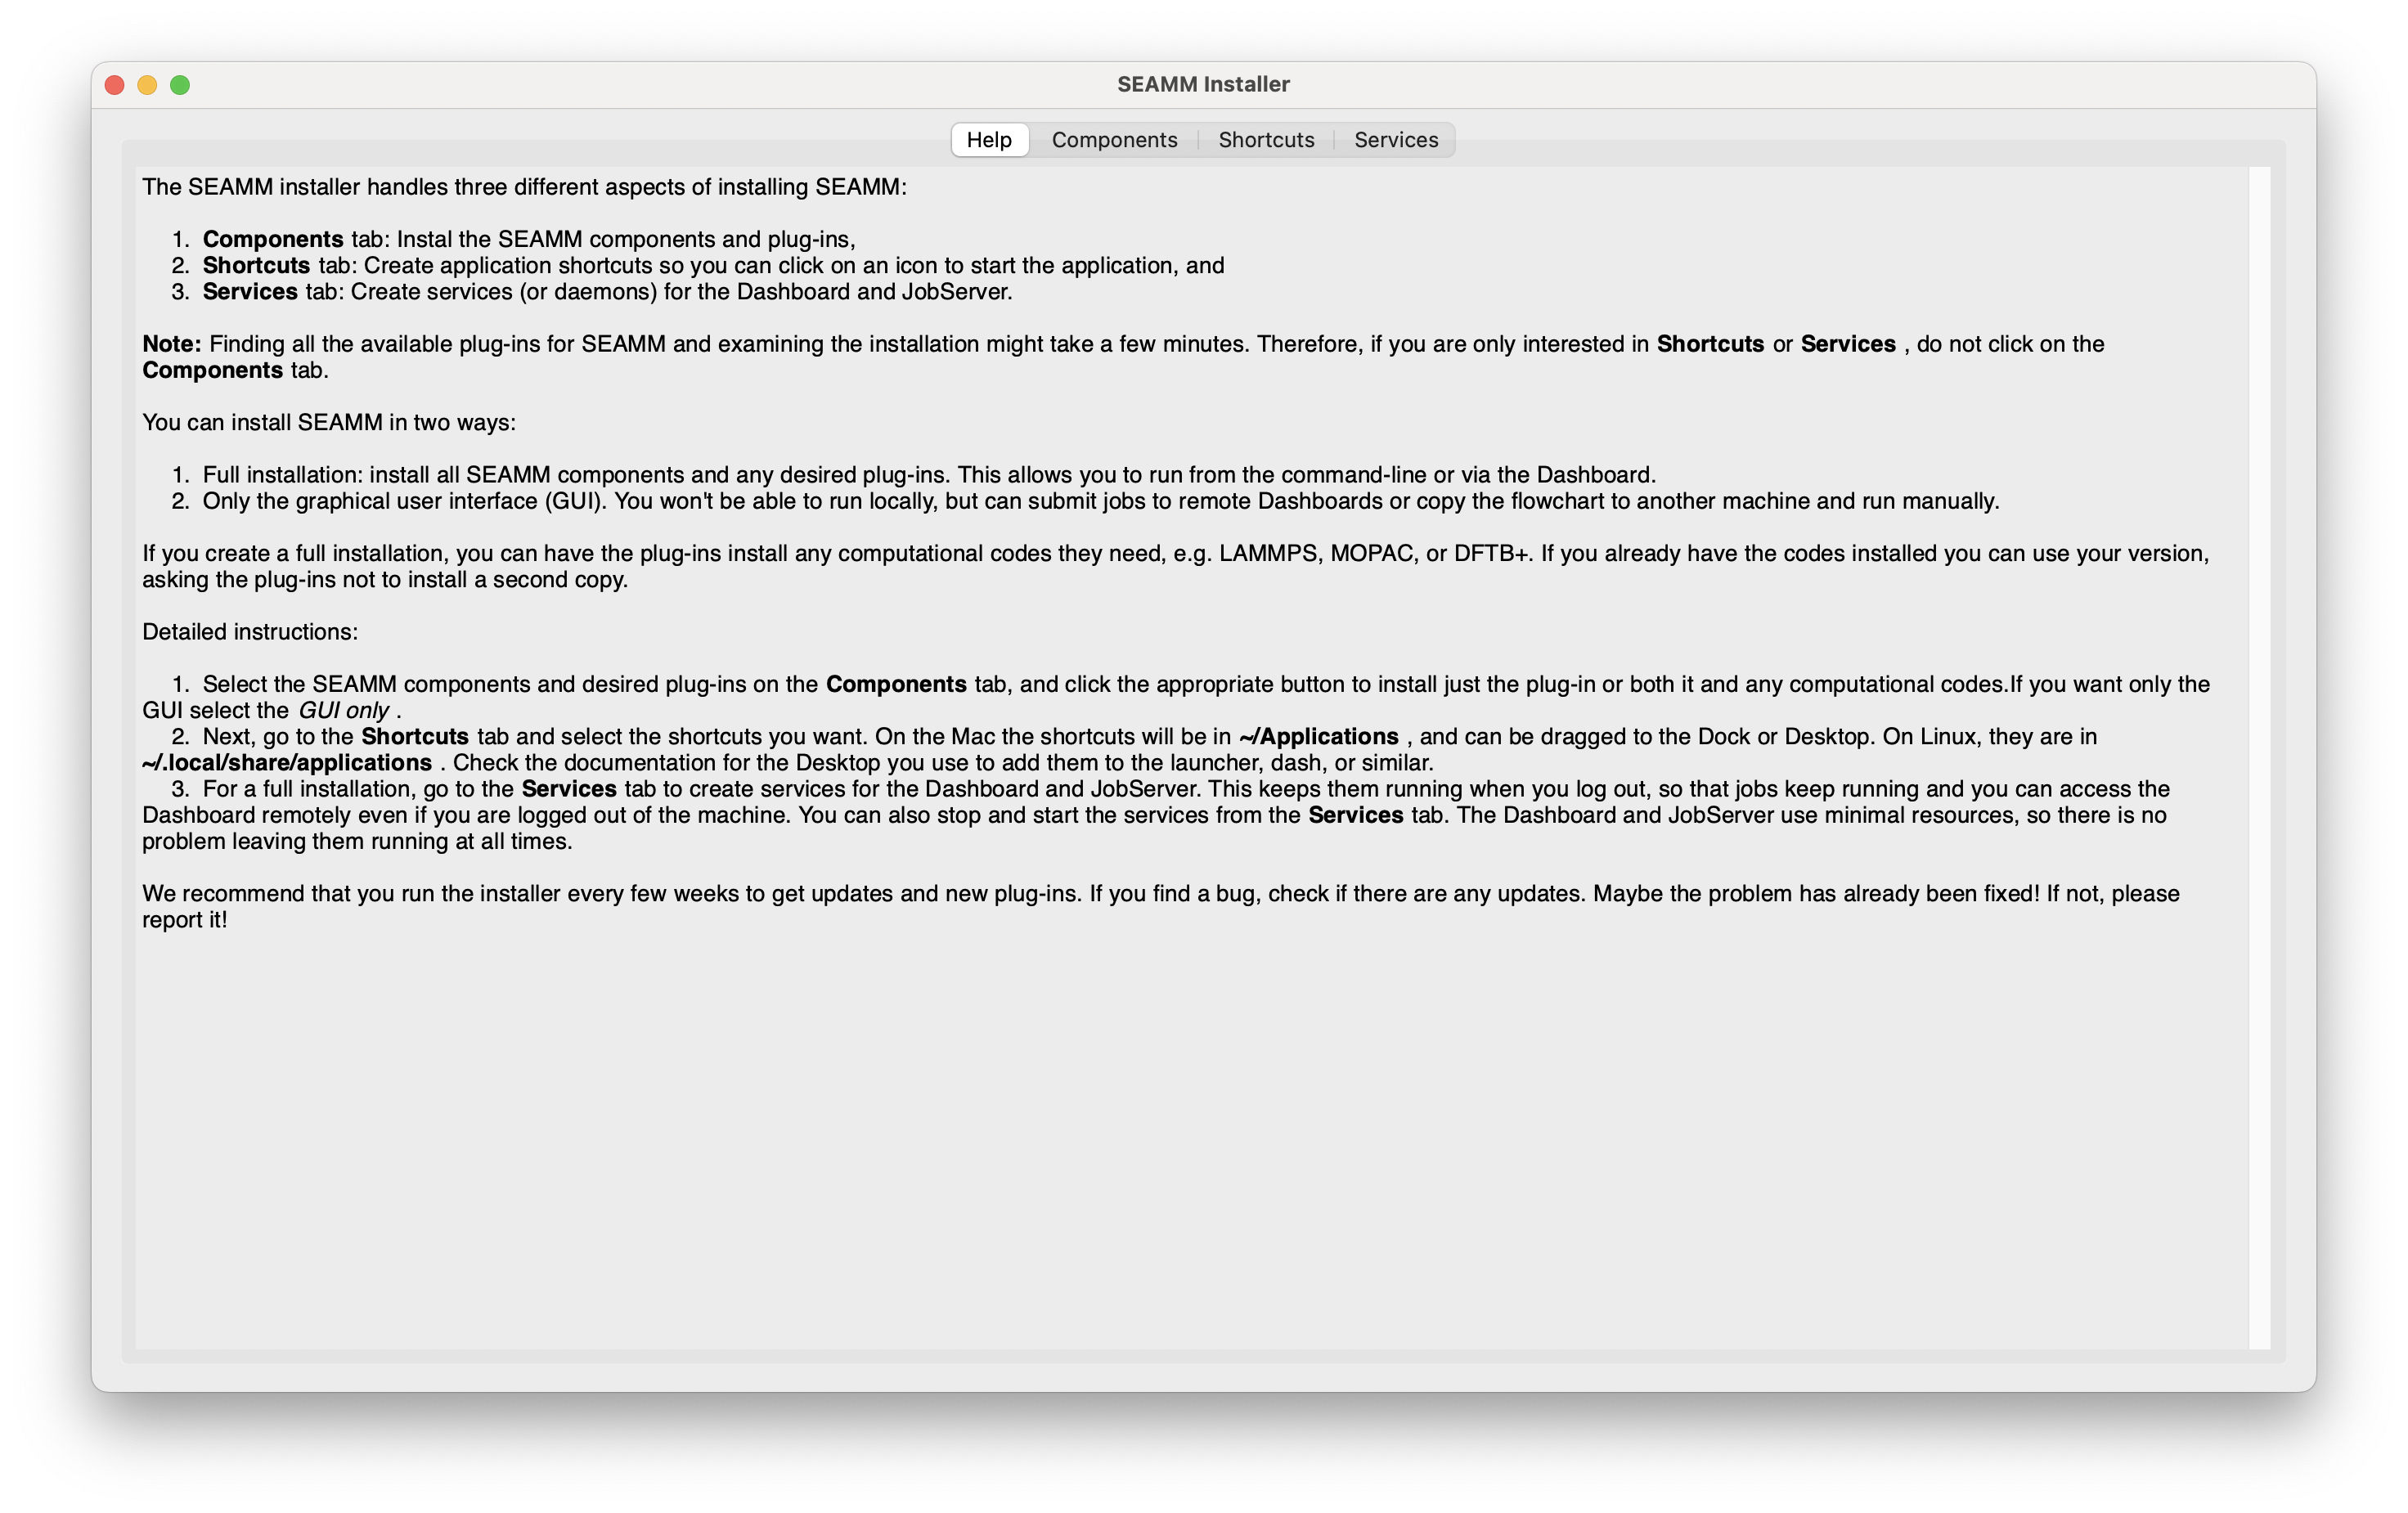 SEAMM Installer
Help Components Shortcuts Services
The SEAMM installer handles three different aspects of installing SEAMM:
1. Components tab: Instal the SEAMM components and plug-ins,
2. Shortcuts tab: Create application shortcuts so you can click on an icon to start the application, and
3. Services tab: Create services (or daemons) for the Dashboard and JobServer.
Note: Finding all the available plug-ins for SEAMM and examining the installation might take a few minutes. Therefore, if you are only interested in Shortcuts or Services , do not click on the
Components tab.
You can install SEAMM in two ways:
1. Full installation: install all SEAMM components and any desired plug-ins. This allows you to run from the command-line or via the Dashboard.
2. Only the graphical user interface (GUI). You won't be able to run locally, but can submit jobs to remote Dashboards or copy the flowchart to another machine and run manually.
If you create a full installation, you can have the plug-ins install any computational codes they need, e.g. LAMMPS, MOPAC, or DFTB+. If you already have the codes installed you can use your version,
asking the plug-ins not to install a second copy.
Detailed instructions:
1. Select the SEAMM components and desired plug-ins on the Components tab, and click the appropriate button to install just the plug-in or both it and any computational codes.If you want only the
GUI select the GUI only .
2. Next, go to the Shortcuts tab and select the shortcuts you want. On the Mac the shortcuts will be in ~/Applications , and can be dragged to the Dock or Desktop. On Linux, they are in
~/.local/share/applications . Check the documentation for the Desktop you use to add them to the launcher, dash, or similar.
3. For a full installation, go to the Services tab to create services for the Dashboard and JobServer. This keeps them running when you log out, so that jobs keep running and you can access the
Dashboard remotely even if you are logged out of the machine. You can also stop and start the services from the Services tab. The Dashboard and JobServer use minimal resources, so there is no
problem leaving them running at all times.
We recommend that you run the installer every few weeks to get updates and new plug-ins. If you find a bug, check if there are any updates. Maybe the problem has already been fixed! If not, please
report it!